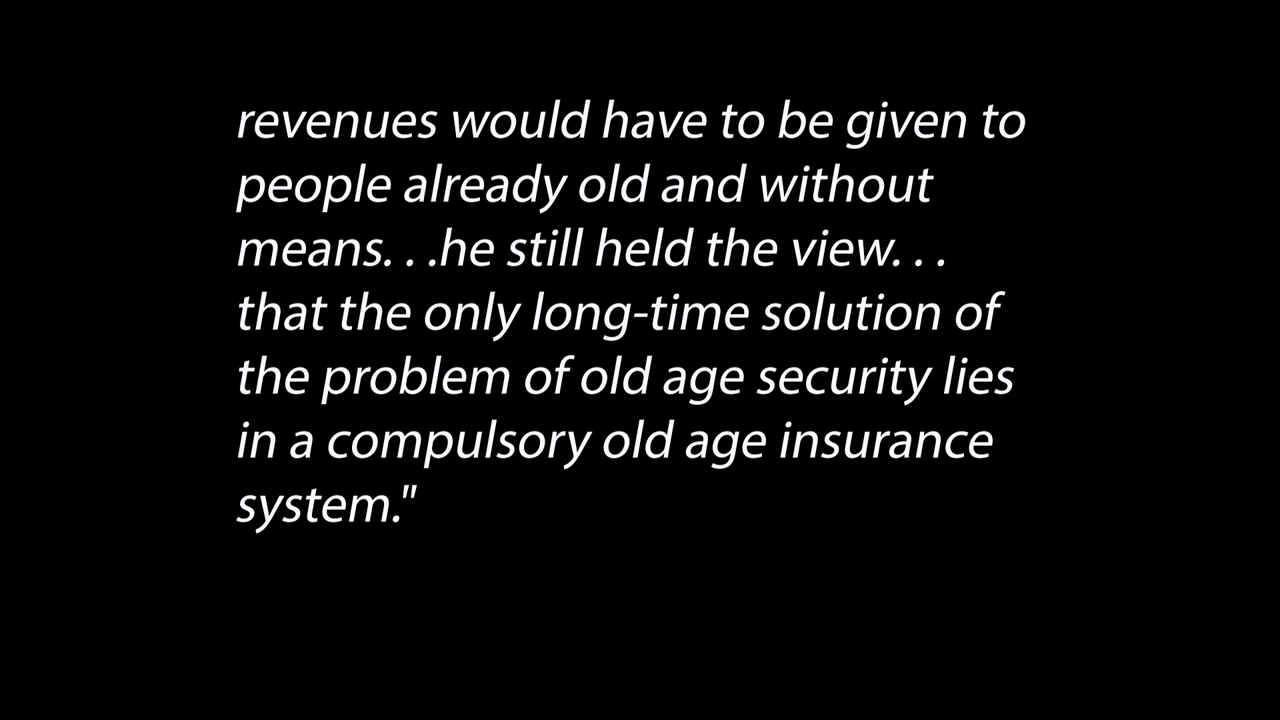 revenues would have to be given to
people already old and without
means. . .he still held the view. . .
that the only long-time solution of
the problem of old age security lies
in a compulsory old age insurance
system."